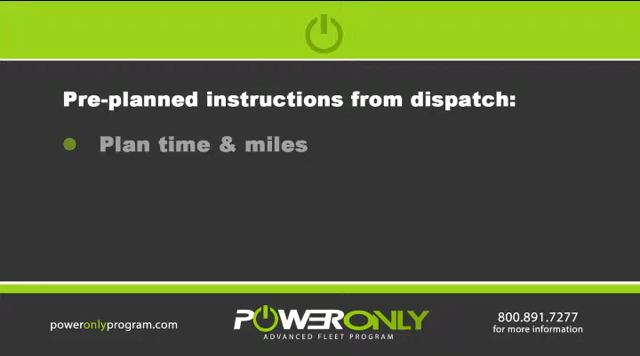 Pre-planned instructions from dispatch:
Plan time & miles
poweronlyprogram.com
POWERONLY
ADVANCED FLEET PROGRAM
800.891.7277
for more information